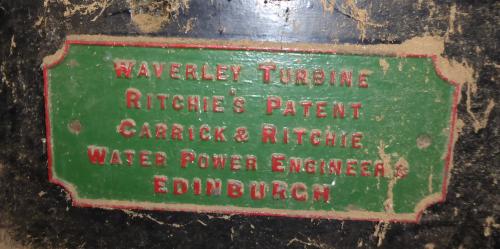 WAVERLEY TURBINE
RITCHIE'S PATENT
CARRICK & RITCHIE
WATER POWER ENGINEERS
EDINBURGH